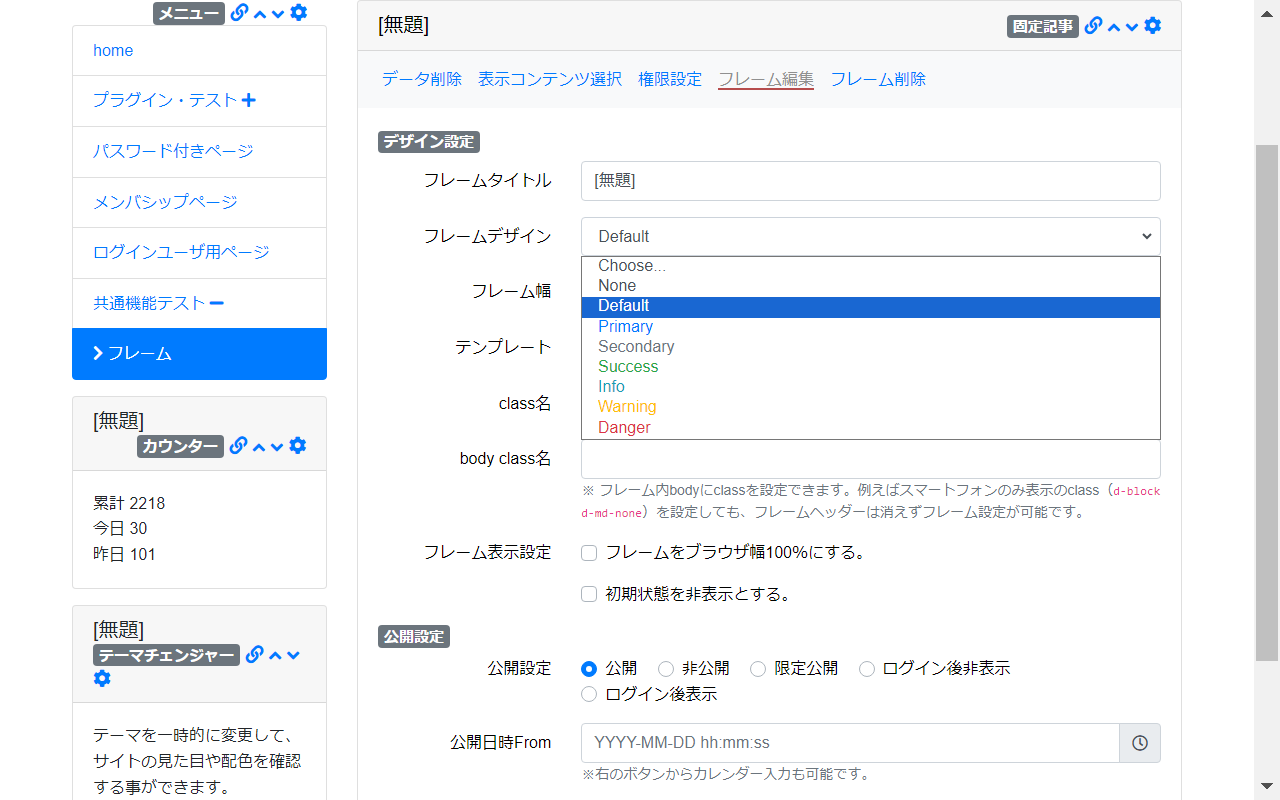 メニュー
home
プラグイン・テスト
パスワード付きページ
メンバシップページ
ログインユーザ用ページ
共通機能テスト
フレーム
[無題]
カウンター
累計 2218
今日 30
昨日 101
[無題]
テーマチェンジャー
テーマを一時的に変更して、
サイトの見た目や配色を確認
する事ができます。
[無題]
固定記事
データ削除 表示コンテンツ選択 権限設定 フレーム編集 フレーム削除
デザイン設定
フレームタイトル [無題]
フレームデザイン Default
Choose...
None
Default
Primary
Secondary
Success
Info
Warning
Danger
フレーム幅
テンプレート
class名
body class名
※ フレーム内bodyにclassを設定できます。例えばスマートフォンのみ表示のclass（d-block
d-md-none）を設定しても、フレームヘッダーは消えずフレーム設定が可能です。
フレーム表示設定 フレームをブラウザ幅100%にする。
初期状態を非表示とする。
公開設定
公開設定 公開 非公開 限定公開 ログイン後非表示
ログイン後表示
公開日時From YYYY-MM-DD hh:mm:ss
※右のボタンからカレンダー入力も可能です。